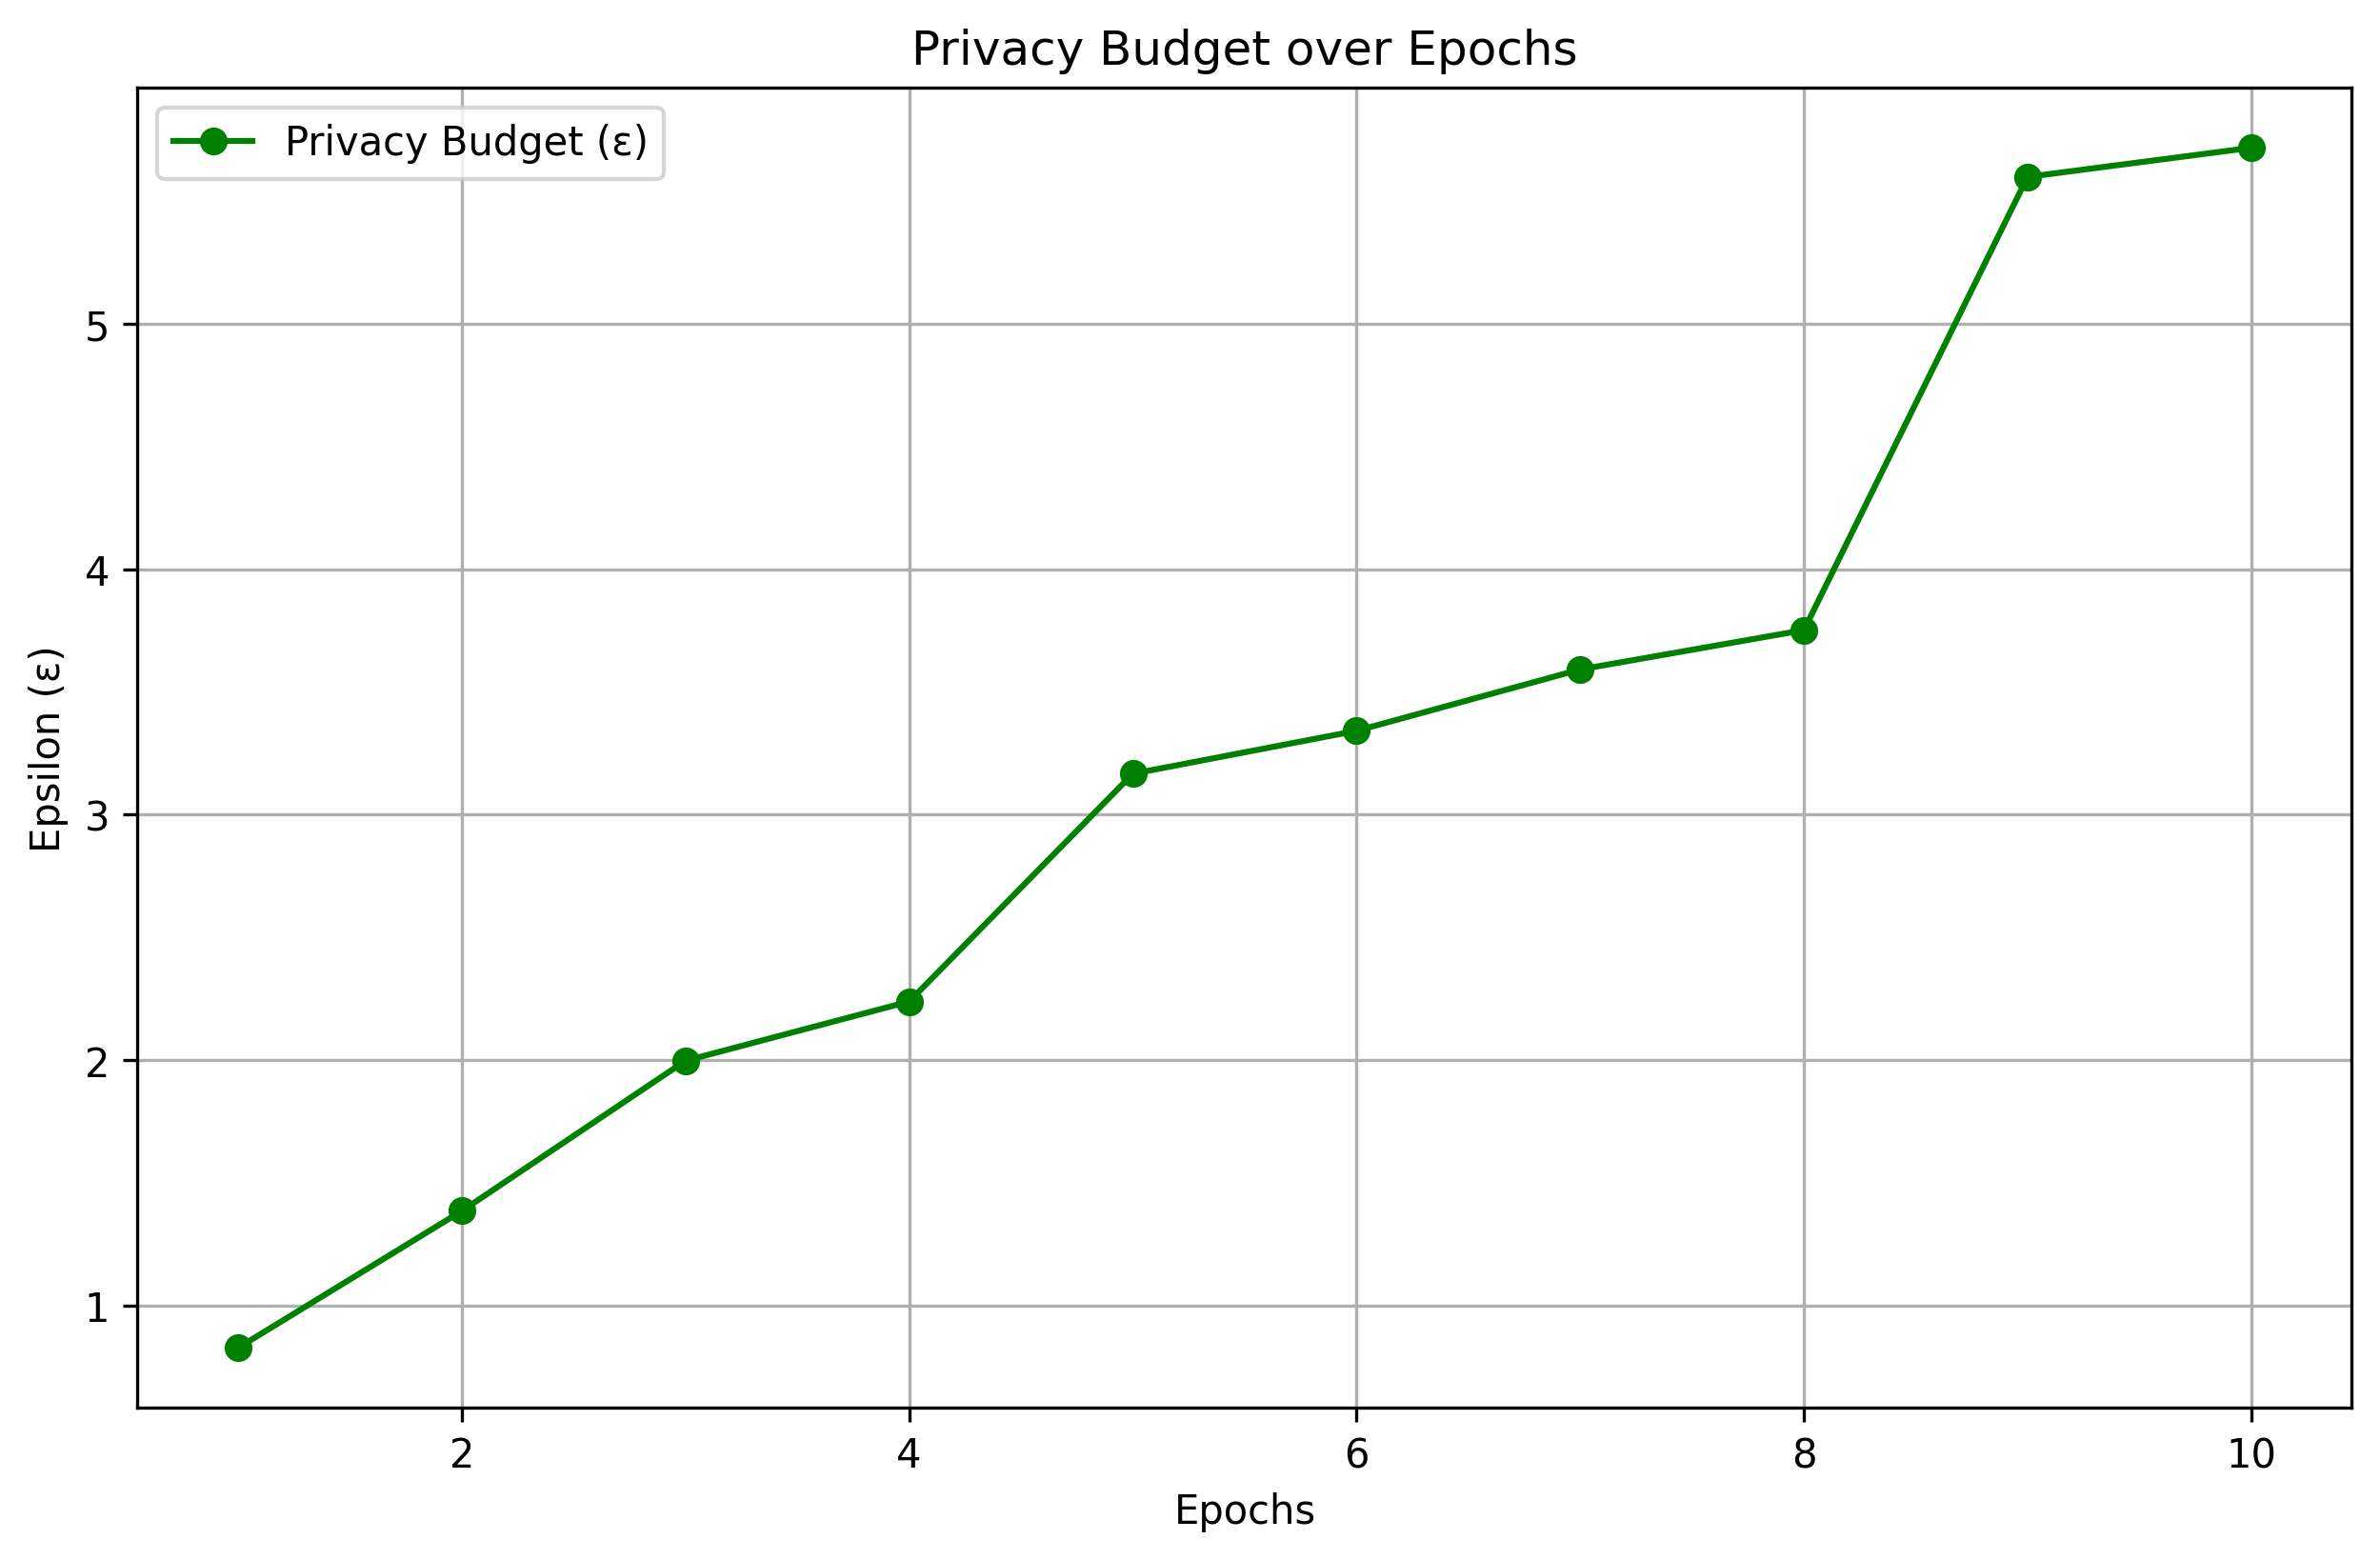 Privacy Budget over Epochs
Privacy Budget (ε)
Epsilon (ε)
5
4
3
2
1
2 4 6 8 10
Epochs